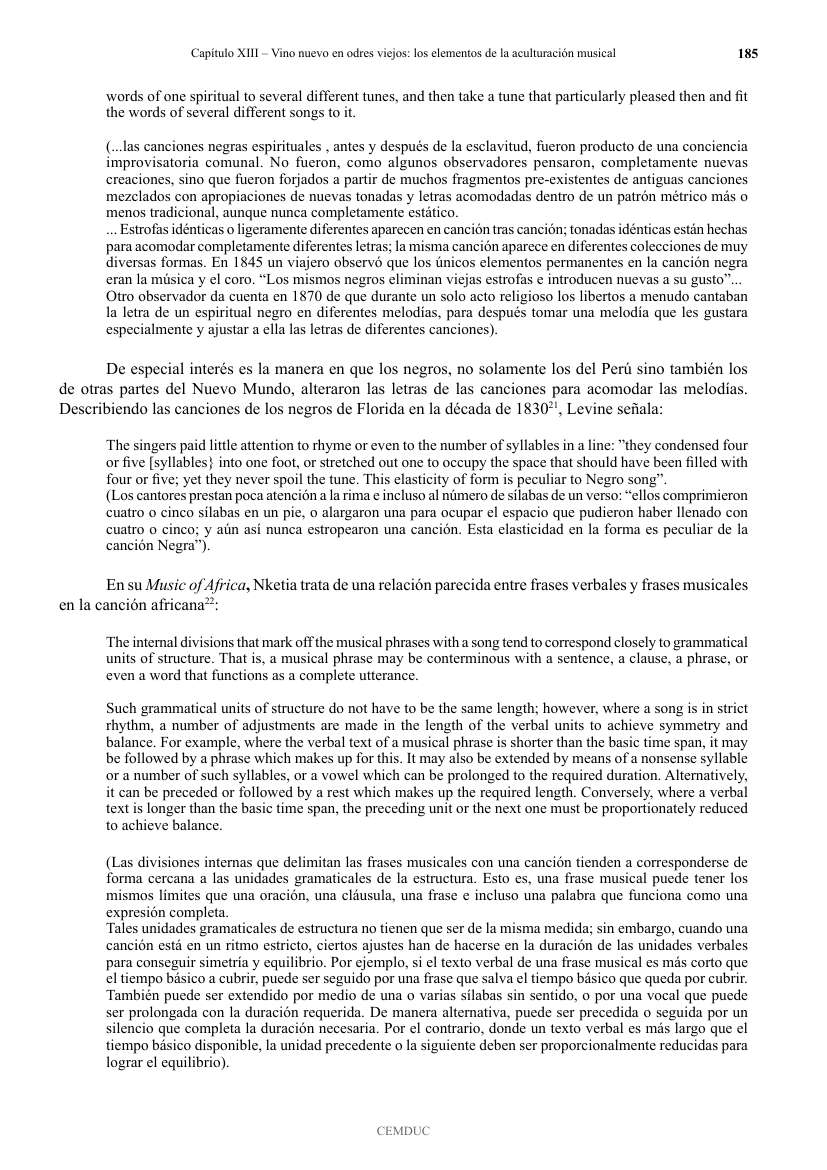 Capítulo XIII – Vino nuevo en odres viejos: los elementos de la aculturación musical 185
words of one spiritual to several different tunes, and then take a tune that particularly pleased then and fit
the words of several different songs to it.
(...las canciones negras espirituales , antes y después de la esclavitud, fueron producto de una conciencia
improvisatoria comunal. No fueron, como algunos observadores pensaron, completamente nuevas
creaciones, sino que fueron forjados a partir de muchos fragmentos pre-existentes de antiguas canciones
mezclados con apropiaciones de nuevas tonadas y letras acomodadas dentro de un patrón métrico más o
menos tradicional, aunque nunca completamente estático.
... Estrofas idénticas o ligeramente diferentes aparecen en canción tras canción; tonadas idénticas están hechas
para acomodar completamente diferentes letras; la misma canción aparece en diferentes colecciones de muy
diversas formas. En 1845 un viajero observó que los únicos elementos permanentes en la canción negra
eran la música y el coro. “Los mismos negros eliminan viejas estrofas e introducen nuevas a su gusto”...
Otro observador da cuenta en 1870 de que durante un solo acto religioso los libertos a menudo cantaban
la letra de un espiritual negro en diferentes melodías, para después tomar una melodía que les gustara
especialmente y ajustar a ella las letras de diferentes canciones).
De especial interés es la manera en que los negros, no solamente los del Perú sino también los
de otras partes del Nuevo Mundo, alteraron las letras de las canciones para acomodar las melodías.
Describiendo las canciones de los negros de Florida en la década de 1830²¹, Levine señala:
The singers paid little attention to rhyme or even to the number of syllables in a line: ”they condensed four
or five [syllables} into one foot, or stretched out one to occupy the space that should have been filled with
four or five; yet they never spoil the tune. This elasticity of form is peculiar to Negro song”.
(Los cantores prestan poca atención a la rima e incluso al número de sílabas de un verso: “ellos comprimieron
cuatro o cinco sílabas en un pie, o alargaron una para ocupar el espacio que pudieron haber llenado con
cuatro o cinco; y aún así nunca estropearon una canción. Esta elasticidad en la forma es peculiar de la
canción Negra”).
En su Music of Africa, Nketia trata de una relación parecida entre frases verbales y frases musicales
en la canción africana²²:
The internal divisions that mark off the musical phrases with a song tend to correspond closely to grammatical
units of structure. That is, a musical phrase may be conterminous with a sentence, a clause, a phrase, or
even a word that functions as a complete utterance.
Such grammatical units of structure do not have to be the same length; however, where a song is in strict
rhythm, a number of adjustments are made in the length of the verbal units to achieve symmetry and
balance. For example, where the verbal text of a musical phrase is shorter than the basic time span, it may
be followed by a phrase which makes up for this. It may also be extended by means of a nonsense syllable
or a number of such syllables, or a vowel which can be prolonged to the required duration. Alternatively,
it can be preceded or followed by a rest which makes up the required length. Conversely, where a verbal
text is longer than the basic time span, the preceding unit or the next one must be proportionately reduced
to achieve balance.
(Las divisiones internas que delimitan las frases musicales con una canción tienden a corresponderse de
forma cercana a las unidades gramaticales de la estructura. Esto es, una frase musical puede tener los
mismos límites que una oración, una cláusula, una frase e incluso una palabra que funciona como una
expresión completa.
Tales unidades gramaticales de estructura no tienen que ser de la misma medida; sin embargo, cuando una
canción está en un ritmo estricto, ciertos ajustes han de hacerse en la duración de las unidades verbales
para conseguir simetría y equilibrio. Por ejemplo, si el texto verbal de una frase musical es más corto que
el tiempo básico a cubrir, puede ser seguido por una frase que salva el tiempo básico que queda por cubrir.
También puede ser extendido por medio de una o varias sílabas sin sentido, o por una vocal que puede
ser prolongada con la duración requerida. De manera alternativa, puede ser precedida o seguida por un
silencio que completa la duración necesaria. Por el contrario, donde un texto verbal es más largo que el
tiempo básico disponible, la unidad precedente o la siguiente deben ser proporcionalmente reducidas para
lograr el equilibrio).
CEMDUC